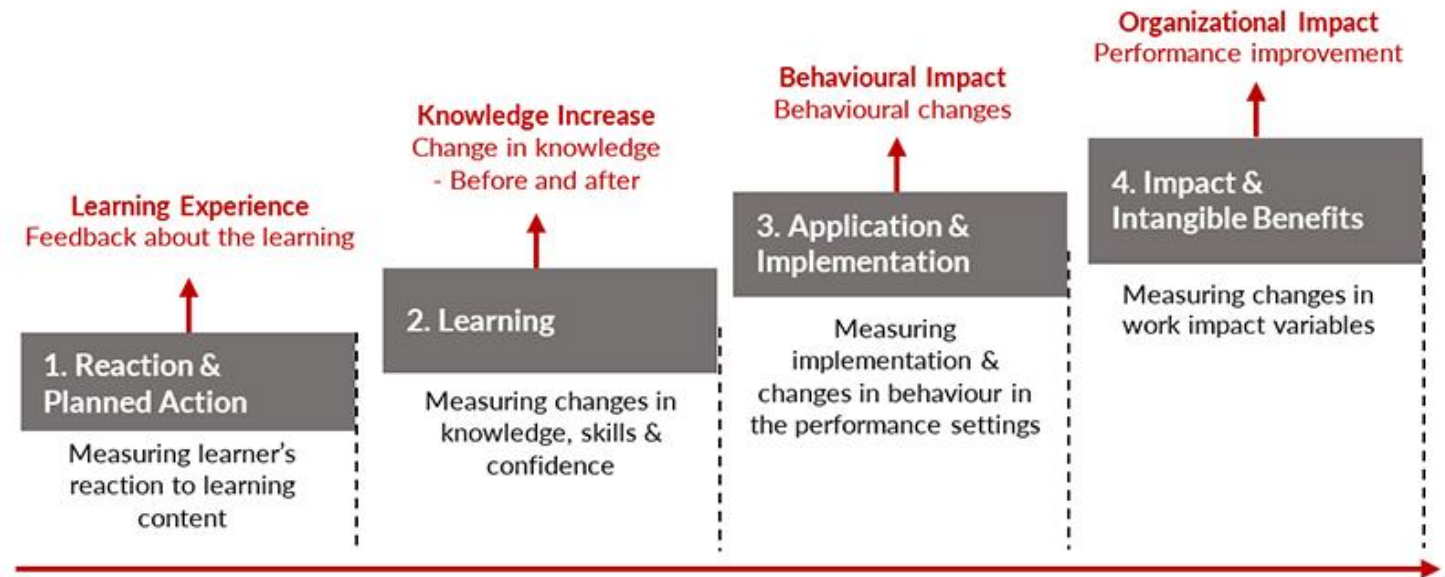 Learning Experience
Feedback about the learning
1. Reaction &
Planned Action
Measuring learner’s
reaction to learning
content
Knowledge Increase
Change in knowledge
- Before and after
2. Learning
Measuring changes in
knowledge, skills &
confidence
Behavioural Impact
Behavioural changes
3. Application &
Implementation
Measuring
implementation &
changes in behaviour in
the performance settings
Organizational Impact
Performance improvement
4. Impact &
Intangible Benefits
Measuring changes in
work impact variables